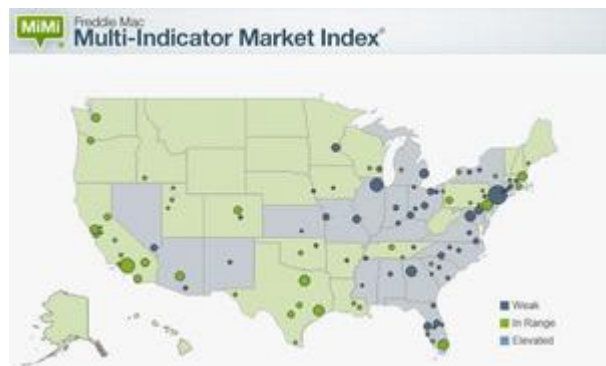 MiMi
Freddie Mac
Multi-Indicator Market Index®
Weak
In Range
Elevated